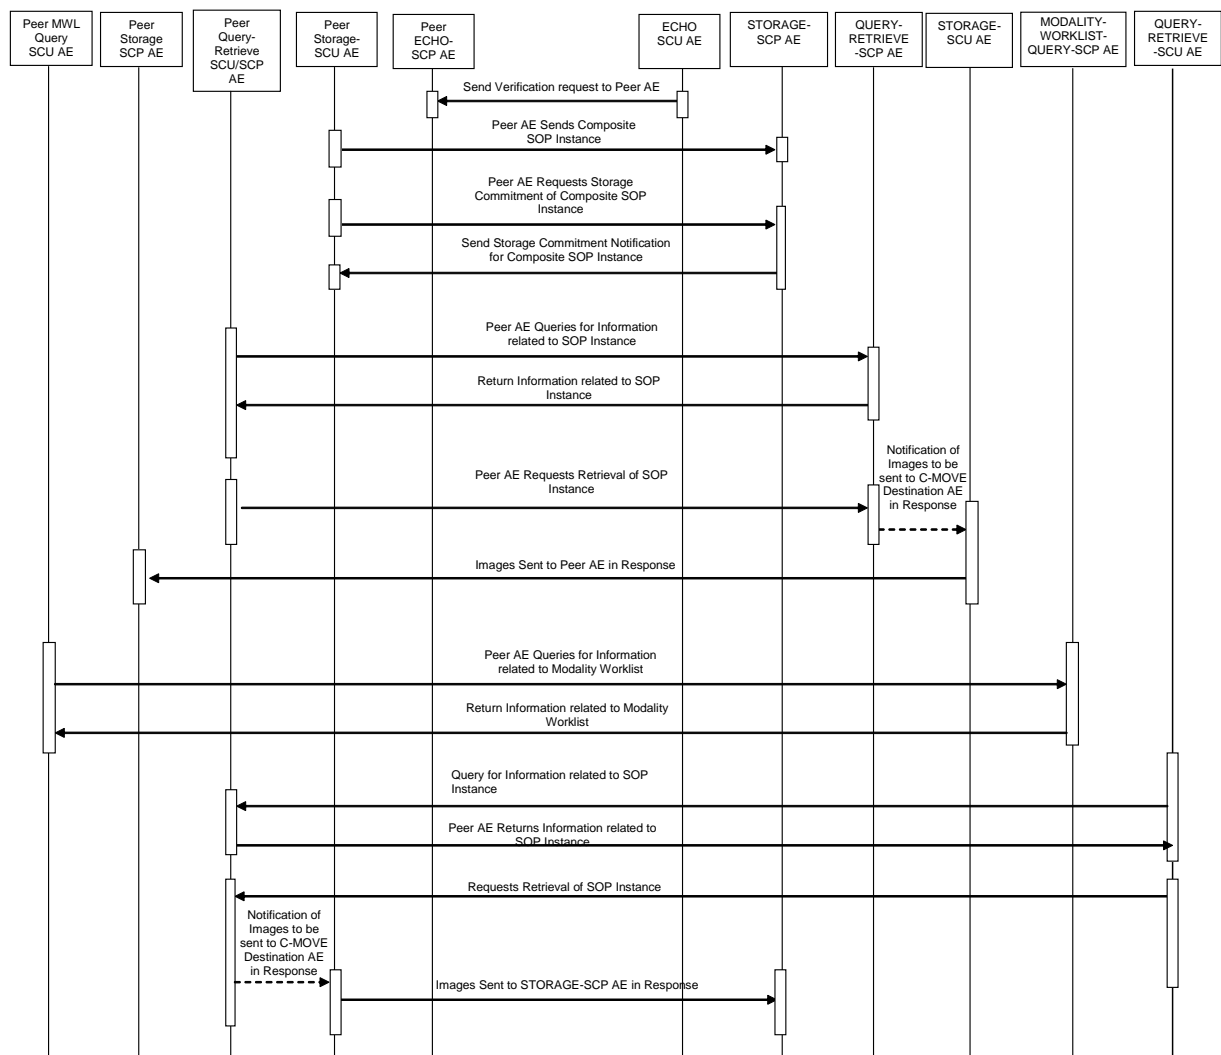 Peer MWL
Query
SCU AE
Peer
Storage
SCP AE
Peer
Query-
Retrieve
SCU/SCP
AE
Peer
Storage-
SCU AE
Peer
ECHO-
SCP AE
ECHO
SCU AE
STORAGE-
SCP AE
QUERY-
RETRIEVE
-SCP AE
STORAGE-
SCU AE
MODALITY-
WORKLIST-
QUERY-SCP AE
QUERY-
RETRIEVE
-SCU AE
Send Verification request to Peer AE
Peer AE Sends Composite
SOP Instance
Peer AE Requests Storage
Commitment of Composite SOP
Instance
Send Storage Commitment Notification
for Composite SOP Instance
Peer AE Queries for Information
related to SOP Instance
Return Information related to SOP
Instance
Peer AE Requests Retrieval of SOP
Instance
Notification of
Images to be
sent to C-MOVE
Destination AE
in Response
Images Sent to Peer AE in Response
Peer AE Queries for Information
related to Modality Worklist
Return Information related to Modality
Worklist
Query for Information related to SOP
Instance
Peer AE Returns Information related to
SOP Instance
Requests Retrieval of SOP Instance
Notification of
Images to be
sent to C-MOVE
Destination AE
in Response
Images Sent to STORAGE-SCP AE in Response